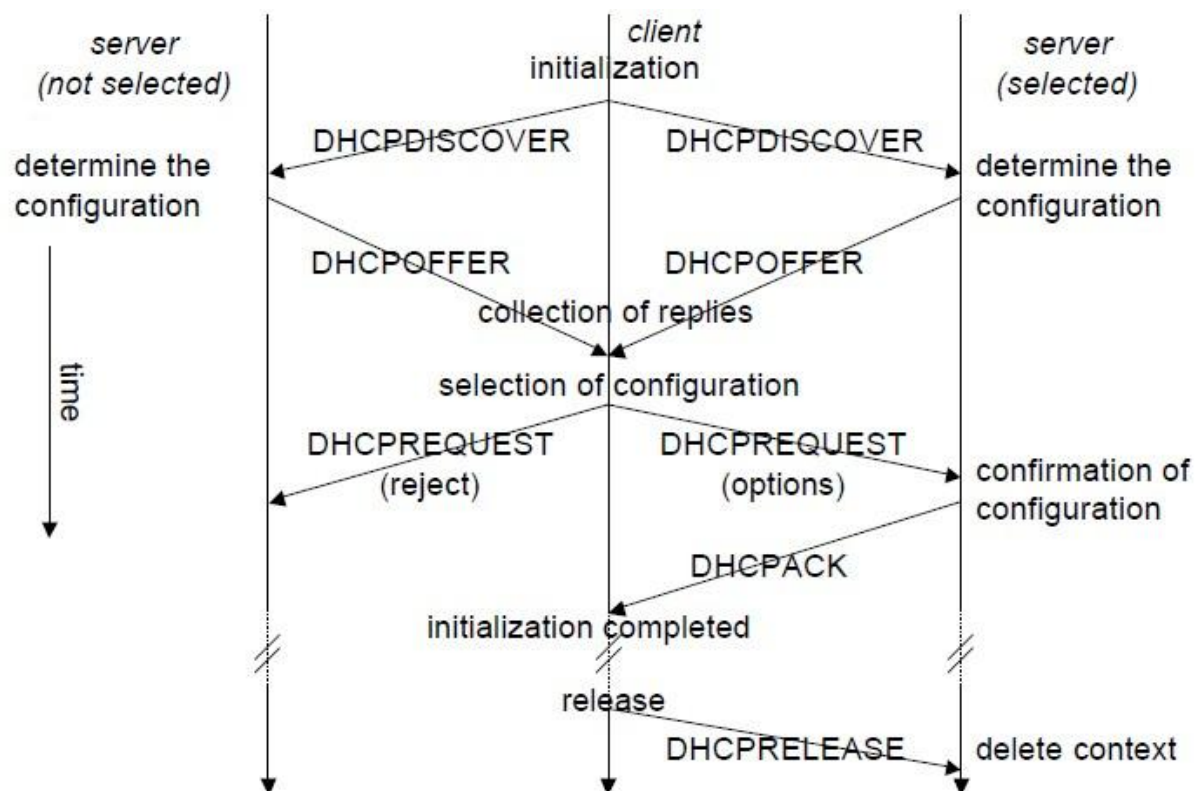 server
(not selected)
client
initialization
server
(selected)
DHCPDISCOVER
DHCPDISCOVER
determine the
configuration
determine the
configuration
DHCPOFFER
DHCPOFFER
collection of replies
time
selection of configuration
DHCPREQUEST
(reject)
DHCPREQUEST
(options)
confirmation of
configuration
DHCPACK
initialization completed
release
DHCPRELEASE
delete context